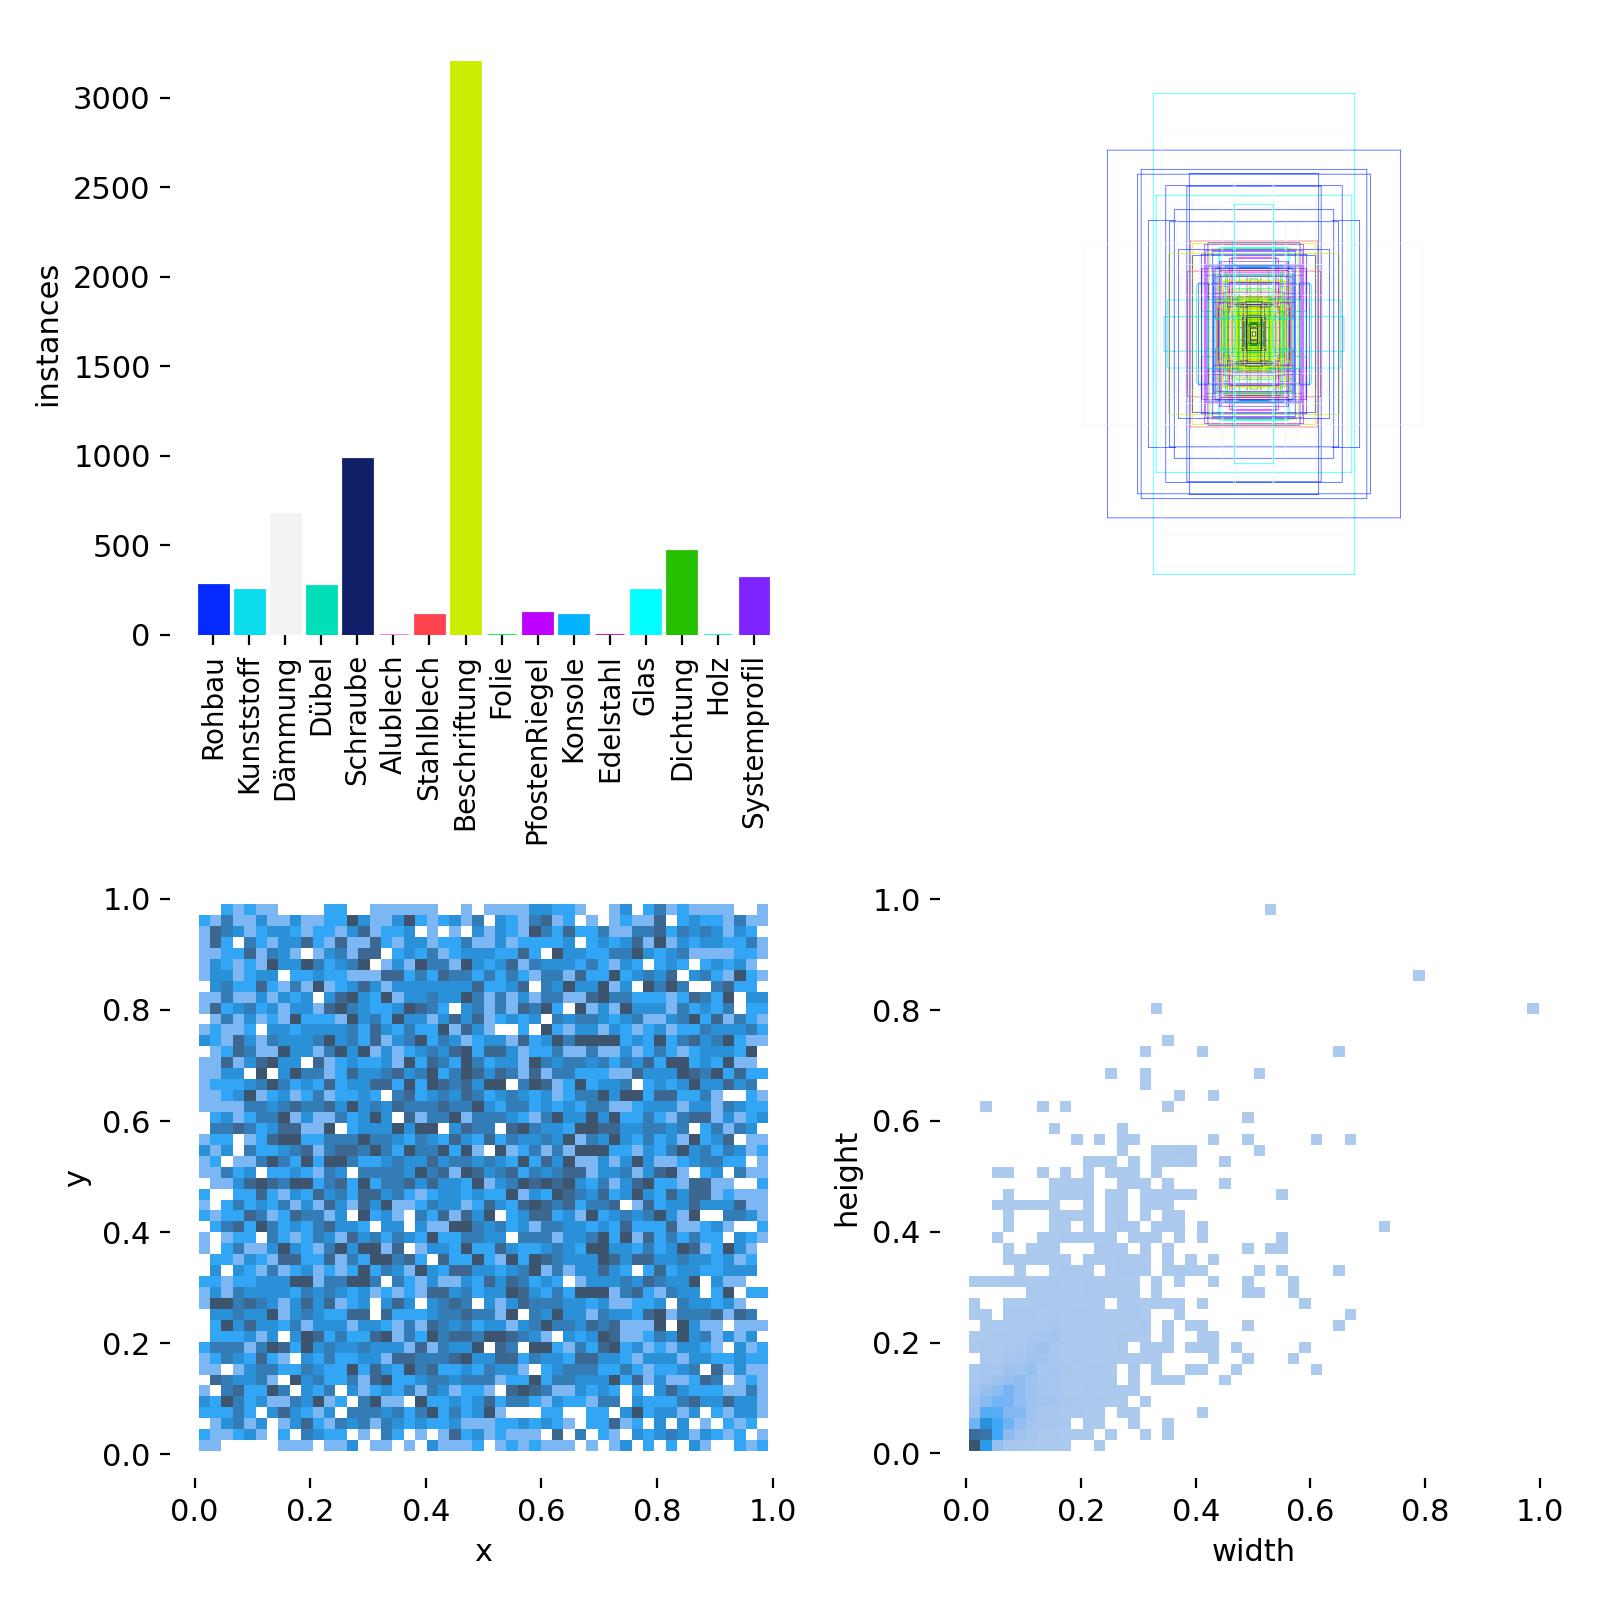 instances
3000
2500
2000
1500
1000
500
0
Rohbau
Kunststoff
Dämmung
Dübel
Schraube
Alublech
Stahlblech
Beschriftung
Folie
PfostenRiegel
Konsole
Edelstahl
Glas
Dichtung
Holz
Systemprofil
y
1.0
0.8
0.6
0.4
0.2
0.0
0.0 0.2 0.4 0.6 0.8 1.0
x
height
1.0
0.8
0.6
0.4
0.2
0.0
0.0 0.2 0.4 0.6 0.8 1.0
width